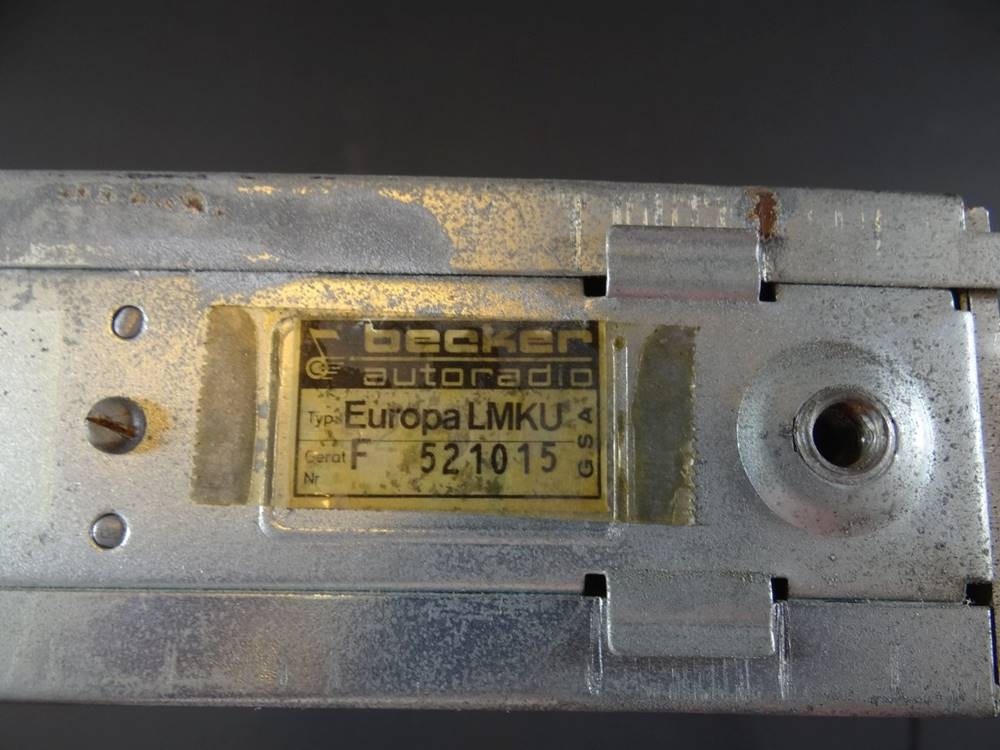 becker
autoradio
Typ: Europa LMKU
Gerät Nr F 521015
GSA